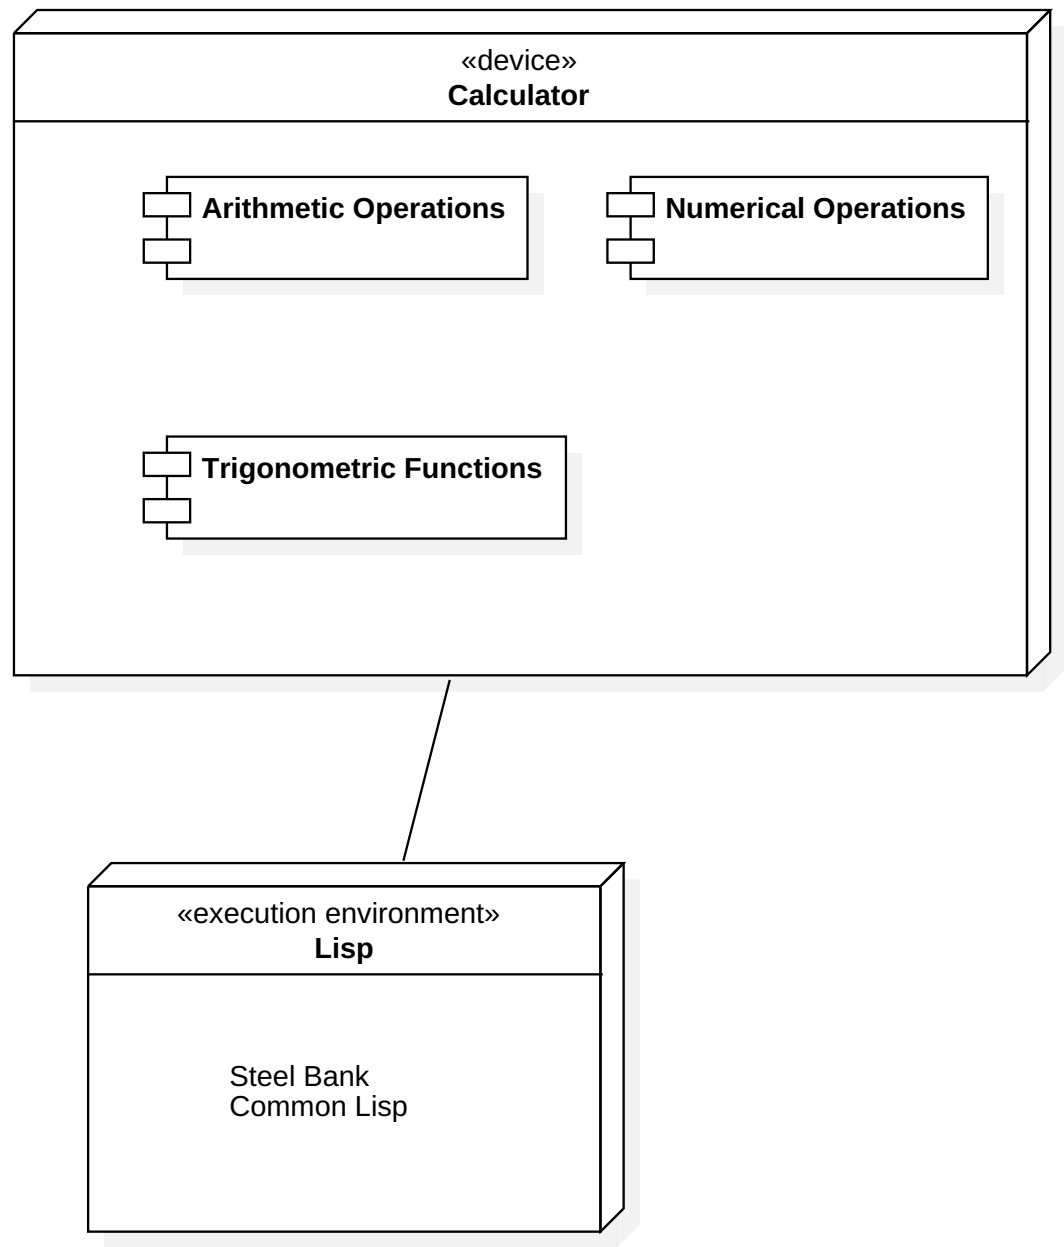 «device»
Calculator
Arithmetic Operations
Numerical Operations
Trigonometric Functions
«execution environment»
Lisp
Steel Bank
Common Lisp